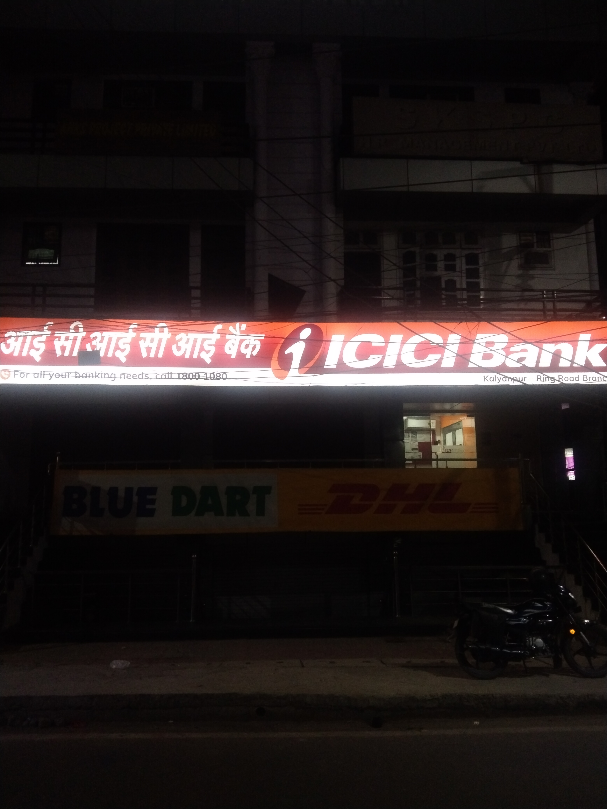 आई सी आई सी आई बैंक ICICI Bank
For all your banking needs, call 1800 1080
Kalyanpur Ring Road Branc
BLUE DART DHL